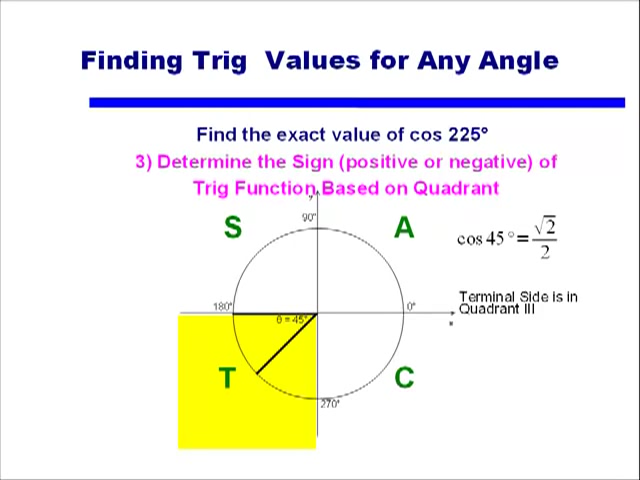 Finding Trig Values for Any Angle
Find the exact value of cos 225°
3) Determine the Sign (positive or negative) of
Trig Function Based on Quadrant
y
90°
S
A
cos 45° = √2/2
Terminal Side is in
Quadrant III
180°
0°
θ = 45°
x
T
C
270°